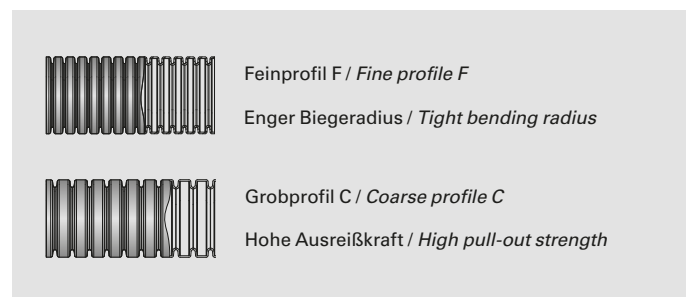 Feinprofil F / Fine profile F
Enger Biegeradius / Tight bending radius
Grobprofil C / Coarse profile C
Hohe Ausreißkraft / High pull-out strength